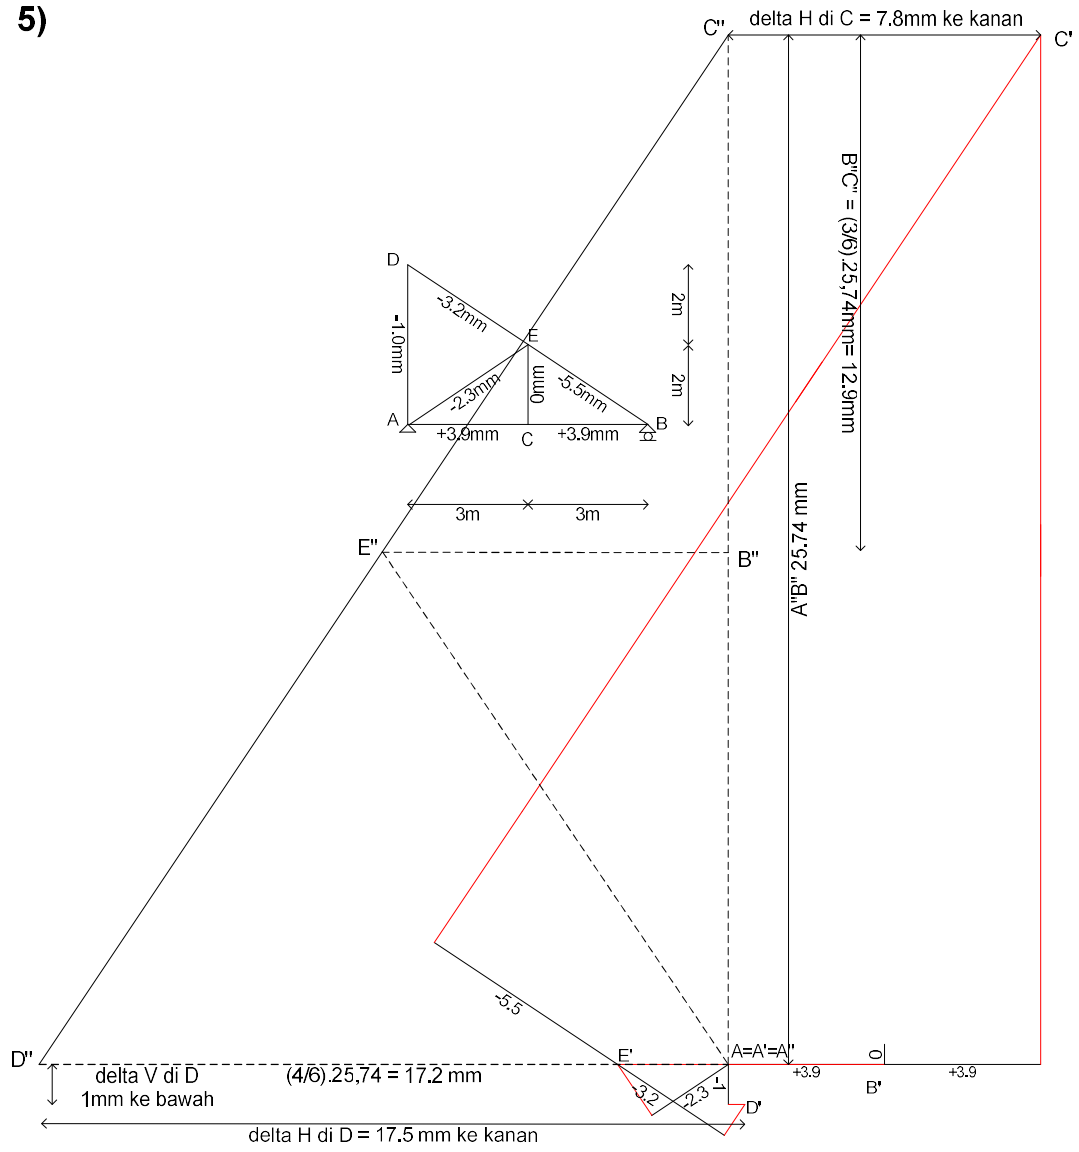 5)
delta H di C = 7.8mm ke kanan
C"
C'
B"C" = (3/6).25,74mm= 12.9mm
D
-3.2mm
E
2m
-1.0mm
-2.3mm
0mm
-5.5mm
2m
A
+3.9mm
C
+3.9mm
B
3m
3m
E"
B"
A"B" 25.74 mm
-5.5
D"
E'
A=A'=A"
0
+3.9
B'
+3.9
delta V di D
1mm ke bawah
(4/6).25,74 = 17.2 mm
-3.2
-2.3
-1
D'
delta H di D = 17.5 mm ke kanan